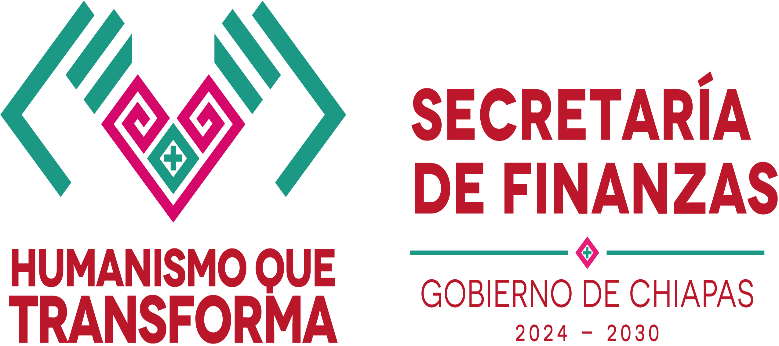 HUMANISMO QUE
TRANSFORMA
SECRETARÍA
DE FINANZAS
GOBIERNO DE CHIAPAS
2024 – 2030